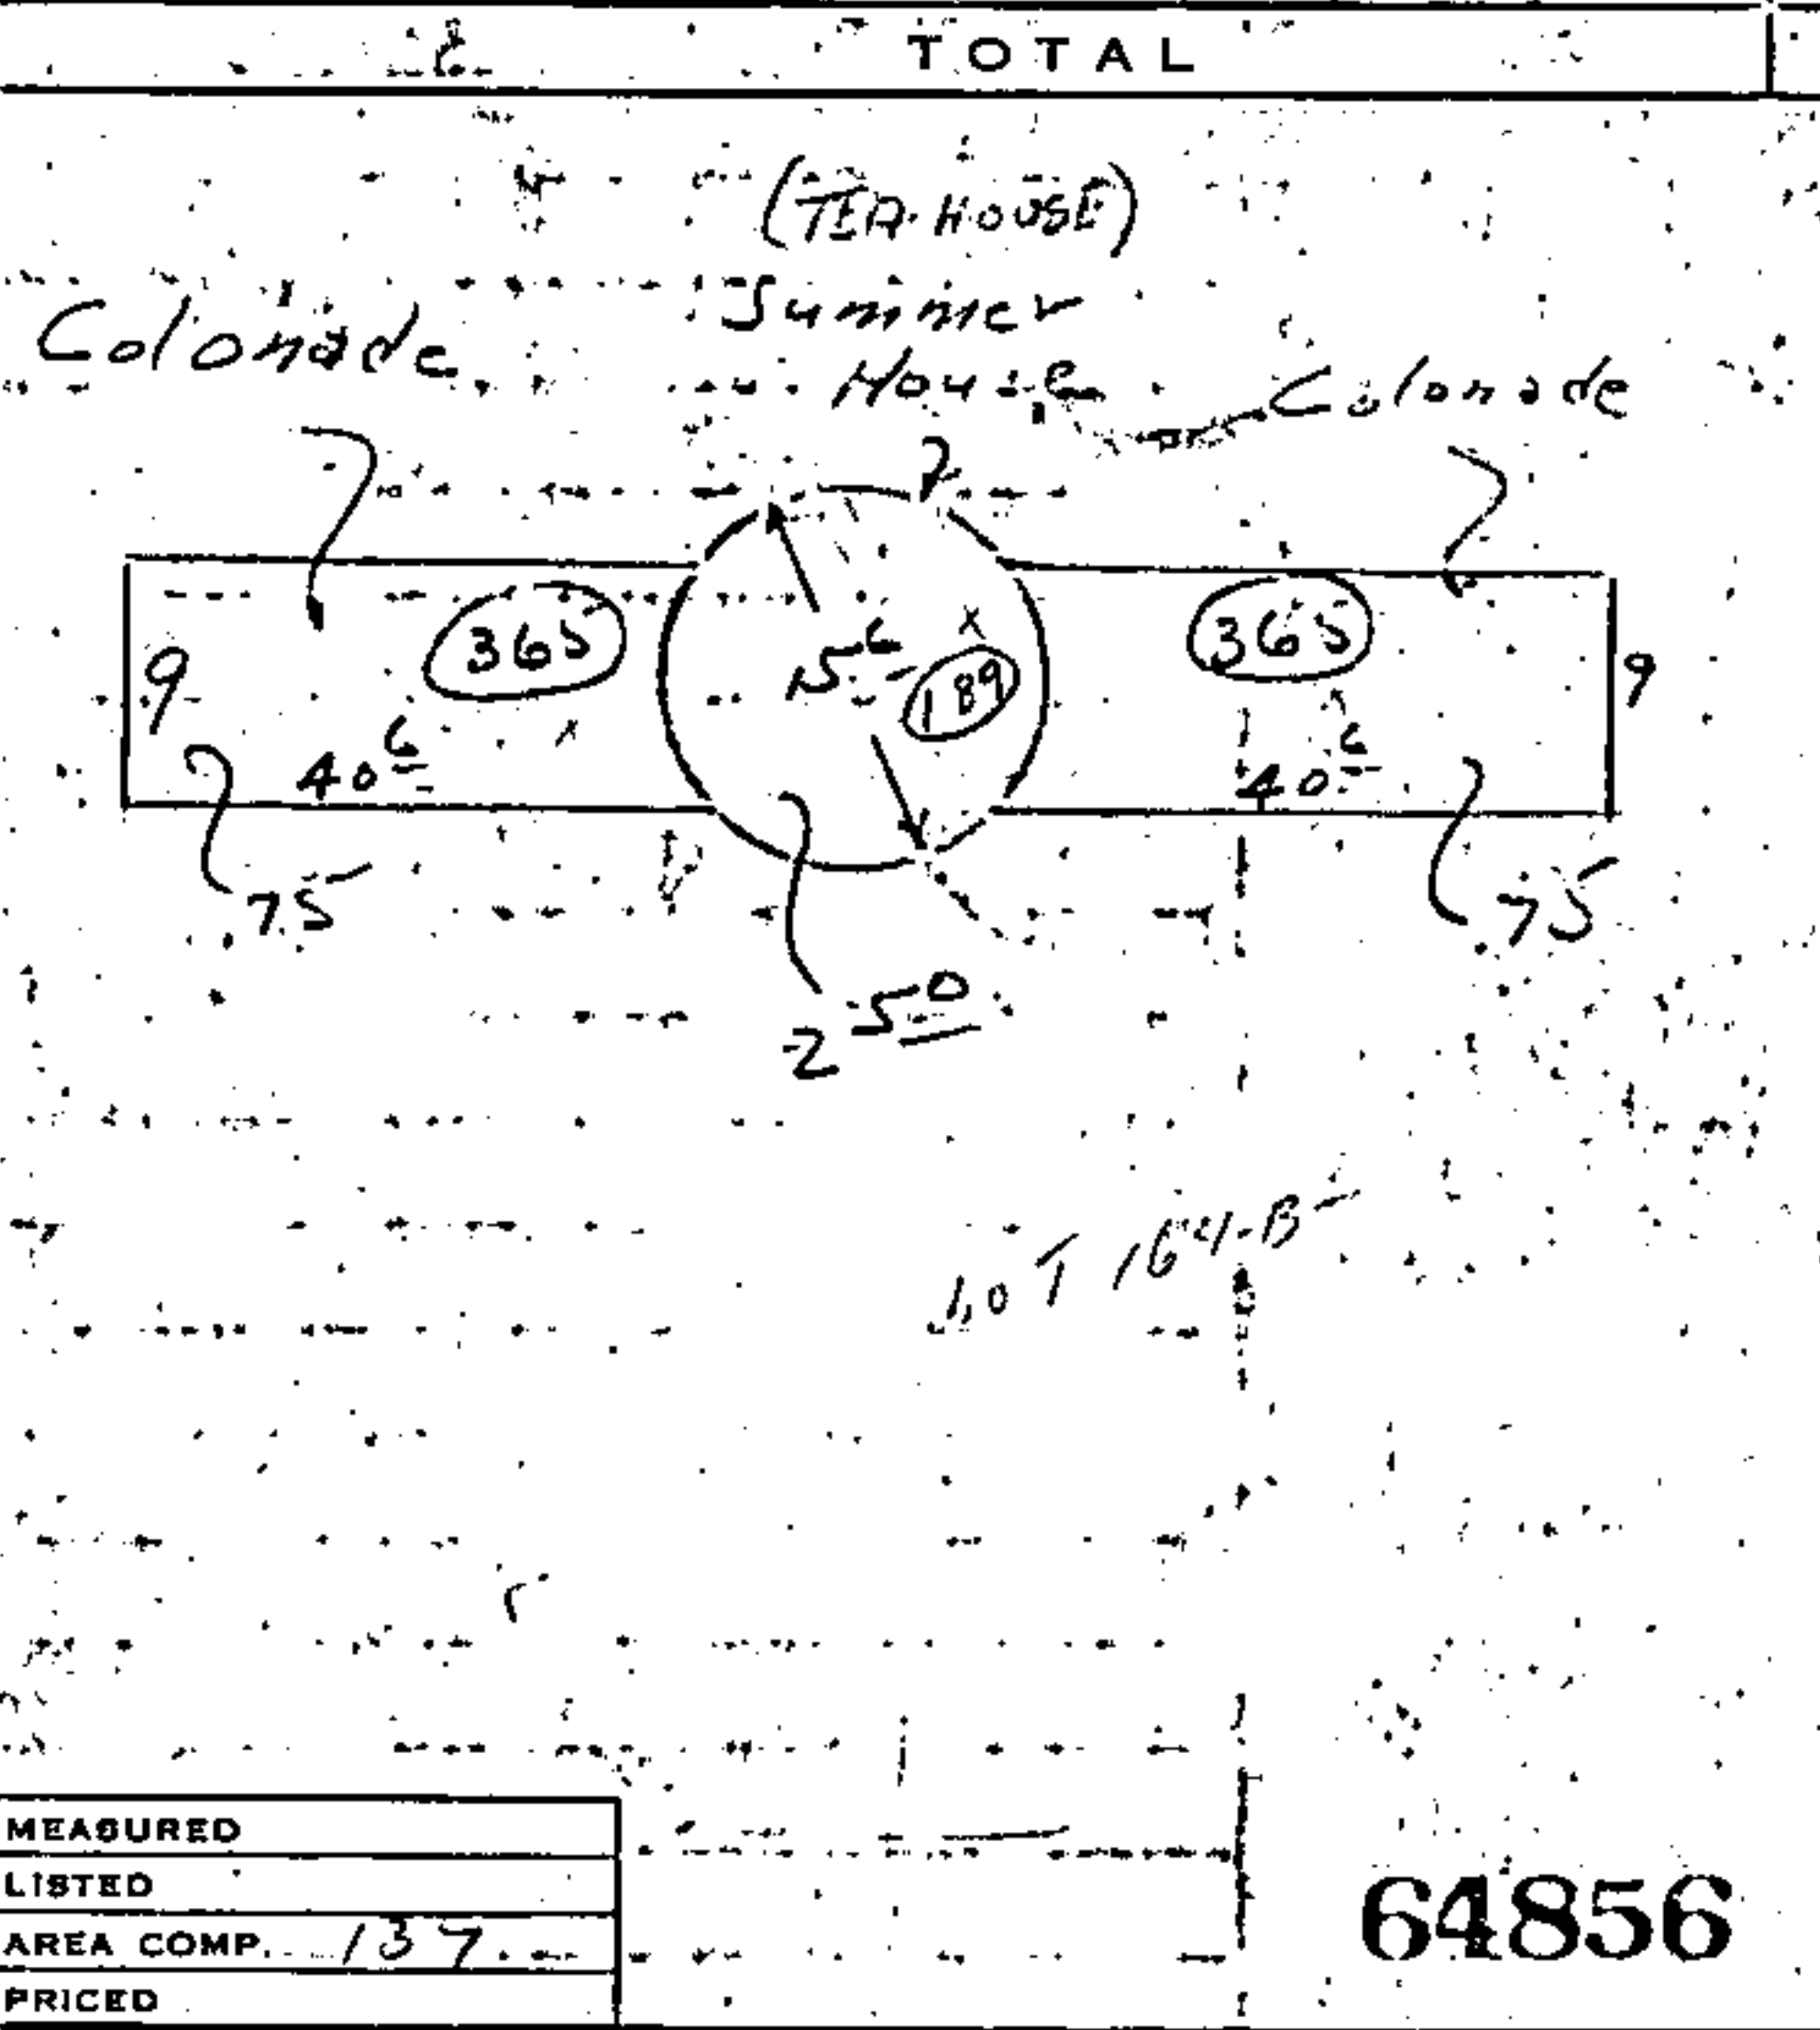 TOTAL
(TEA HOUSE)
Summer
House
Colonade
Colonade
365
365
9
15⁶
189
9
40⁶
40⁶
.75
.75
2⁵⁰
LOT 164-B
MEASURED
LISTED
AREA COMP. 137
PRICED
64856